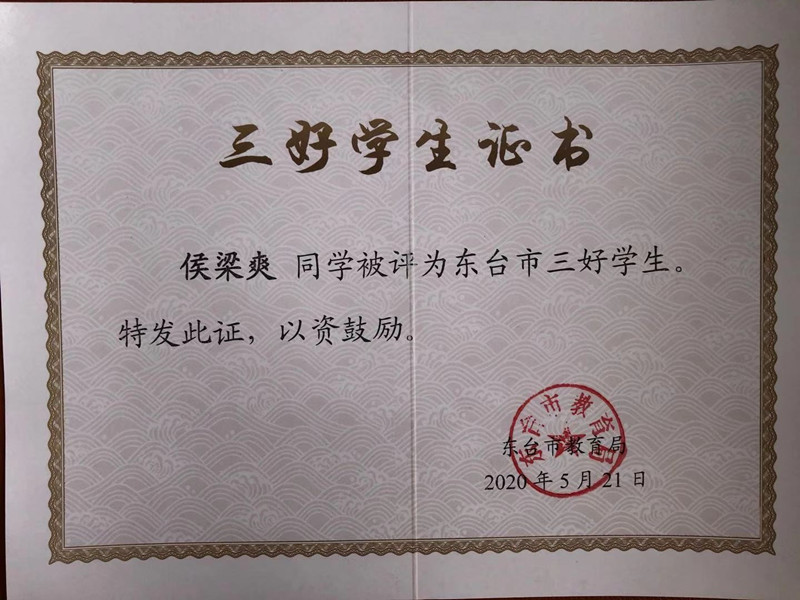 三好学生证书
侯梁爽 同学被评为东台市三好学生。
特发此证，以资鼓励。
东台市教育局
东台市教育局
2020年5月21日